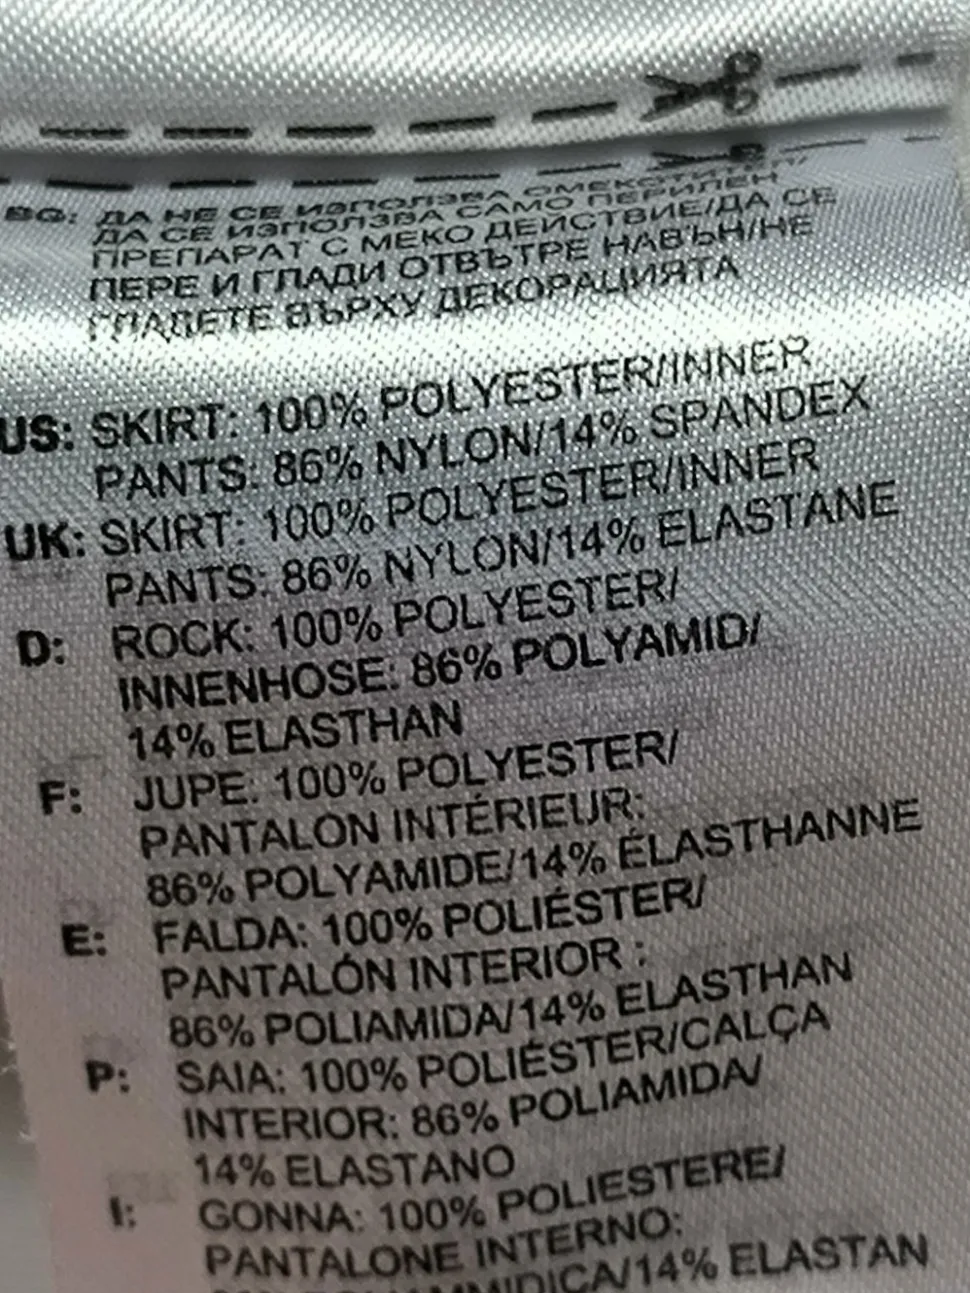 BG: ДА НЕ СЕ ИЗПОЛЗВА ОМЕКОТИТЕЛ/
ДА СЕ ИЗПОЛЗВА САМО ПЕРИЛЕН
ПРЕПАРАТ С МЕКО ДЕЙСТВИЕ/ДА СЕ
ПЕРЕ И ГЛАДИ ОТВЪТРЕ НАВЪН/НЕ
ГЛАДЕТЕ ВЪРХУ ДЕКОРАЦИЯТА
US: SKIRT: 100% POLYESTER/INNER
PANTS: 86% NYLON/14% SPANDEX
UK: SKIRT: 100% POLYESTER/INNER
PANTS: 86% NYLON/14% ELASTANE
D: ROCK: 100% POLYESTER/
INNENHOSE: 86% POLYAMID/
14% ELASTHAN
F: JUPE: 100% POLYESTER/
PANTALON INTÉRIEUR:
86% POLYAMIDE/14% ÉLASTHANNE
E: FALDA: 100% POLIÉSTER/
PANTALÓN INTERIOR :
86% POLIAMIDA/14% ELASTHAN
P: SAIA: 100% POLIÉSTER/CALÇA
INTERIOR: 86% POLIAMIDA/
14% ELASTANO
I: GONNA: 100% POLIESTERE/
PANTALONE INTERNO:
14% ELASTAN